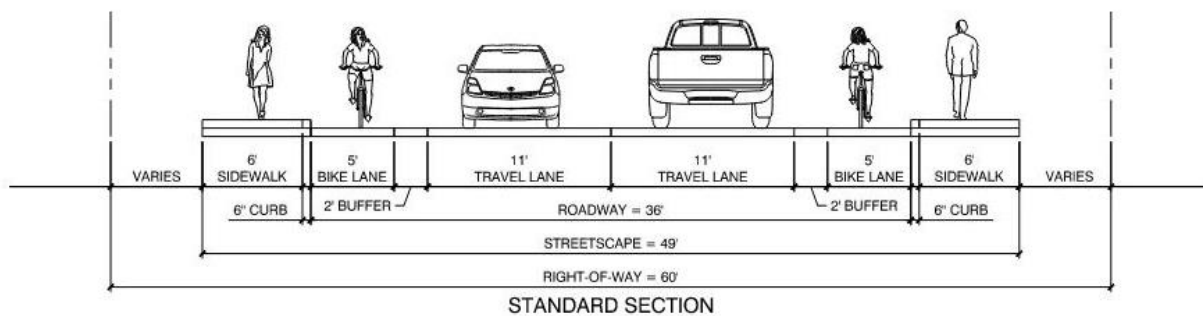 VARIES
6'
SIDEWALK
5'
BIKE LANE
11'
TRAVEL LANE
11'
TRAVEL LANE
5'
BIKE LANE
6'
SIDEWALK
VARIES
6" CURB
2' BUFFER
ROADWAY = 36'
2' BUFFER
6" CURB
STREETSCAPE = 49'
RIGHT-OF-WAY = 60'
STANDARD SECTION